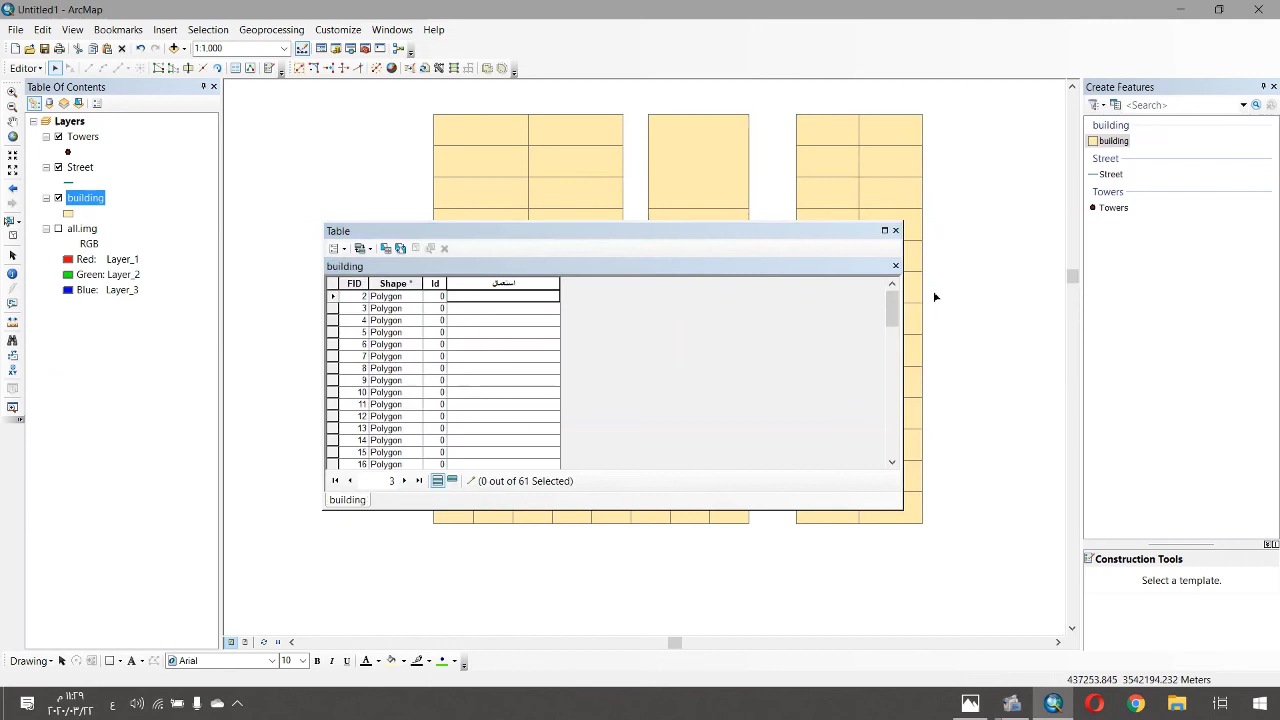 Untitled1 - ArcMap
File Edit View Bookmarks Insert Selection Geoprocessing Customize Windows Help
1:1,000
Editor
Table Of Contents
Layers
Towers
Street
building
all.img
RGB
Red: Layer_1
Green: Layer_2
Blue: Layer_3
Table
building
FID Shape * Id استعمال
2 Polygon 0
3 Polygon 0
4 Polygon 0
5 Polygon 0
6 Polygon 0
7 Polygon 0
8 Polygon 0
9 Polygon 0
10 Polygon 0
11 Polygon 0
12 Polygon 0
13 Polygon 0
14 Polygon 0
15 Polygon 0
16 Polygon 0
3 (0 out of 61 Selected)
building
Create Features
<Search>
building
building
Street
Street
Towers
Towers
Construction Tools
Select a template.
Drawing A Arial 10 B I U A
437253.845 3542194.232 Meters
١١:٢٩ م
٢٠٢٠/٠٣/٢٢
ع